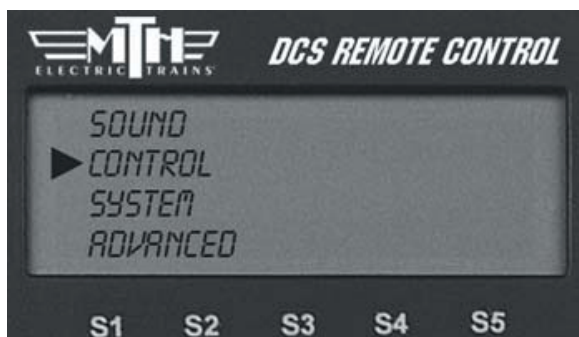 MTH
ELECTRIC TRAINS
DCS REMOTE CONTROL
SOUND
CONTROL
SYSTEM
ADVANCED
S1 S2 S3 S4 S5